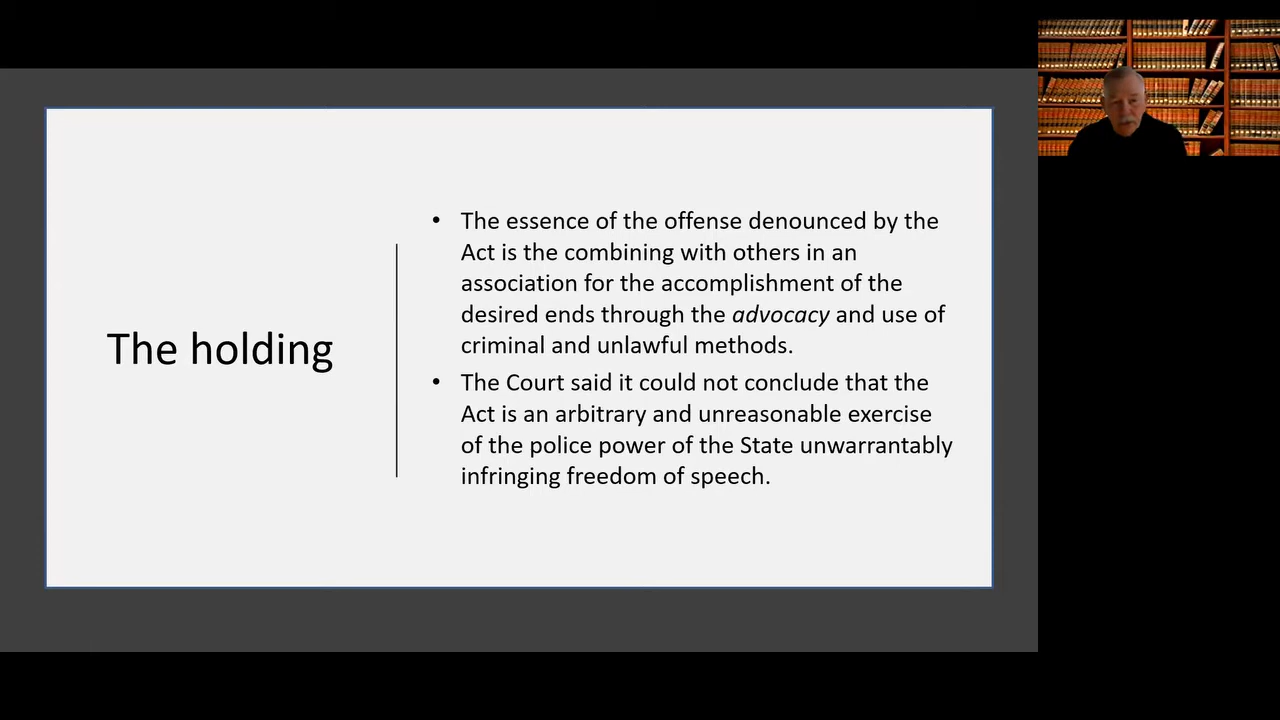 The holding
• The essence of the offense denounced by the
Act is the combining with others in an
association for the accomplishment of the
desired ends through the advocacy and use of
criminal and unlawful methods.
• The Court said it could not conclude that the
Act is an arbitrary and unreasonable exercise
of the police power of the State unwarrantably
infringing freedom of speech.